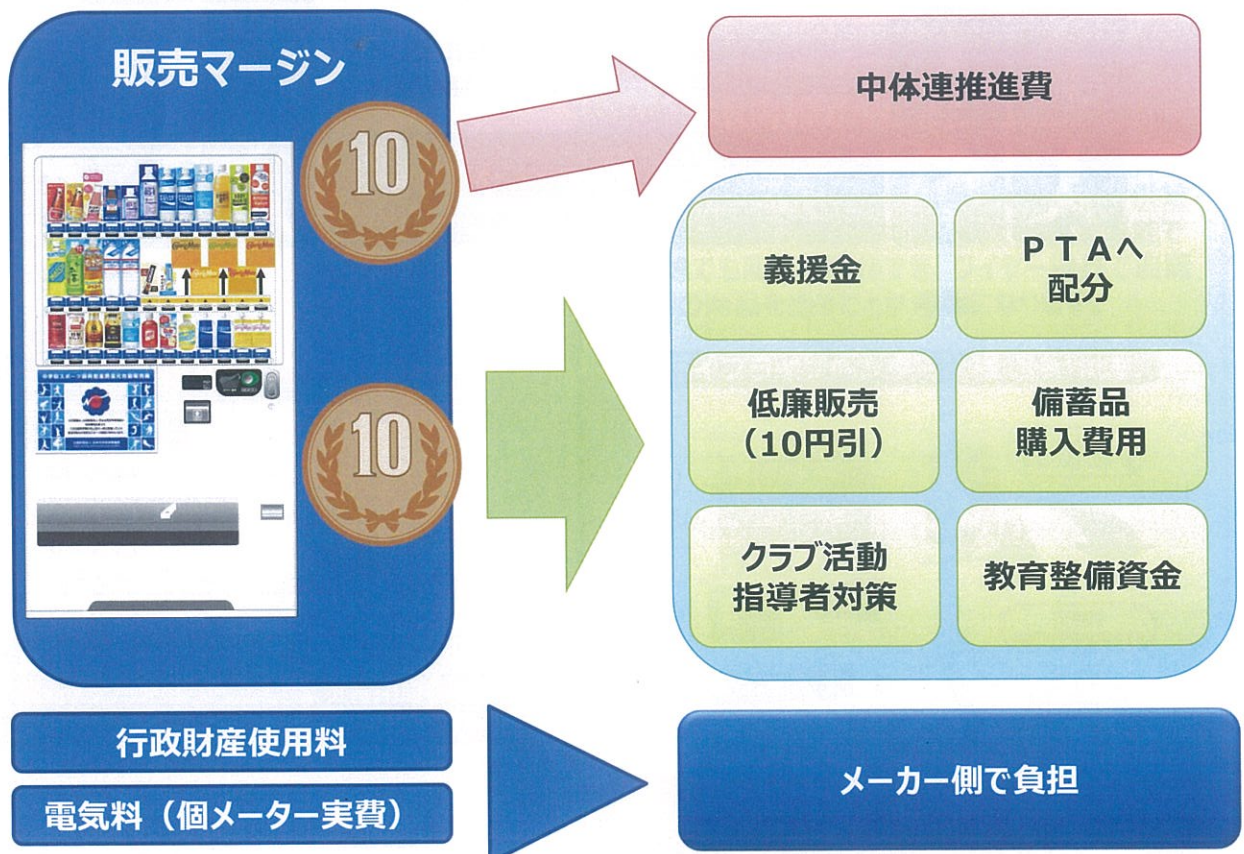 販売マージン
10
10
中体連推進費
義援金
ＰＴＡへ
配分
低廉販売
（10円引）
備蓄品
購入費用
クラブ活動
指導者対策
教育整備資金
行政財産使用料
電気料（個メーター実費）
メーカー側で負担